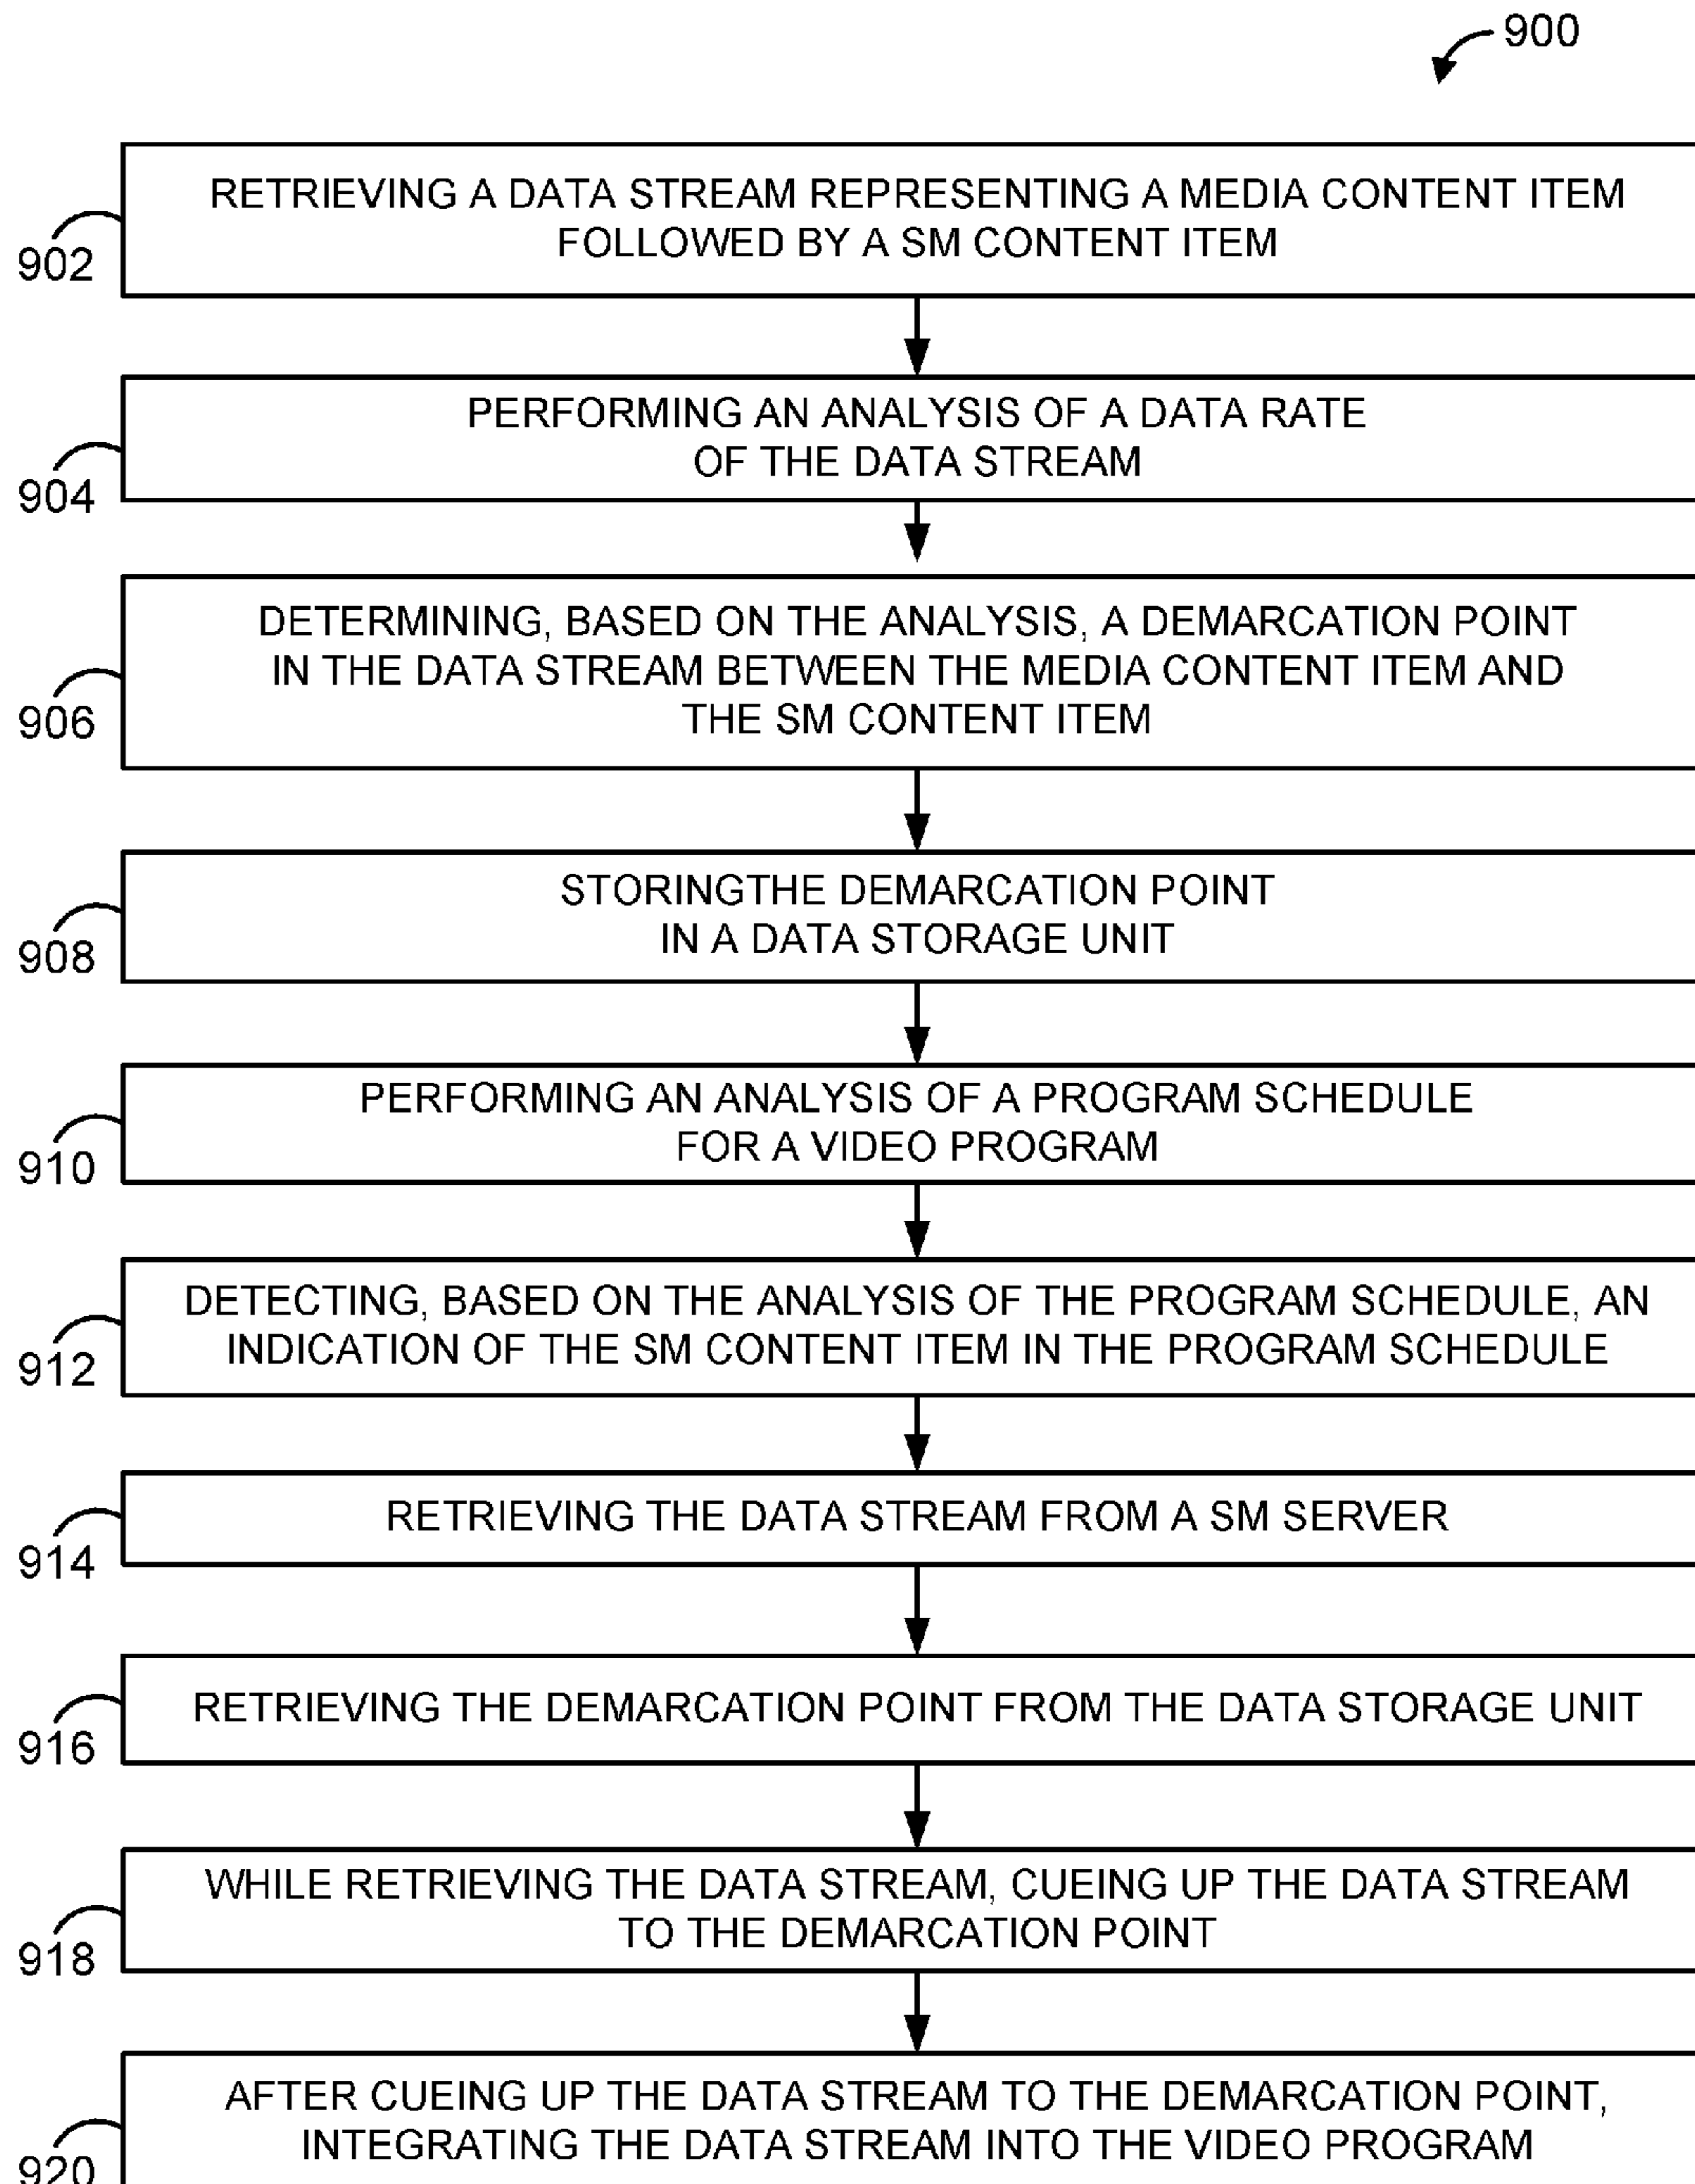 900
RETRIEVING A DATA STREAM REPRESENTING A MEDIA CONTENT ITEM
FOLLOWED BY A SM CONTENT ITEM
902
PERFORMING AN ANALYSIS OF A DATA RATE
OF THE DATA STREAM
904
DETERMINING, BASED ON THE ANALYSIS, A DEMARCATION POINT
IN THE DATA STREAM BETWEEN THE MEDIA CONTENT ITEM AND
THE SM CONTENT ITEM
906
STORINGTHE DEMARCATION POINT
IN A DATA STORAGE UNIT
908
PERFORMING AN ANALYSIS OF A PROGRAM SCHEDULE
FOR A VIDEO PROGRAM
910
DETECTING, BASED ON THE ANALYSIS OF THE PROGRAM SCHEDULE, AN
INDICATION OF THE SM CONTENT ITEM IN THE PROGRAM SCHEDULE
912
RETRIEVING THE DATA STREAM FROM A SM SERVER
914
RETRIEVING THE DEMARCATION POINT FROM THE DATA STORAGE UNIT
916
WHILE RETRIEVING THE DATA STREAM, CUEING UP THE DATA STREAM
TO THE DEMARCATION POINT
918
AFTER CUEING UP THE DATA STREAM TO THE DEMARCATION POINT,
INTEGRATING THE DATA STREAM INTO THE VIDEO PROGRAM
920